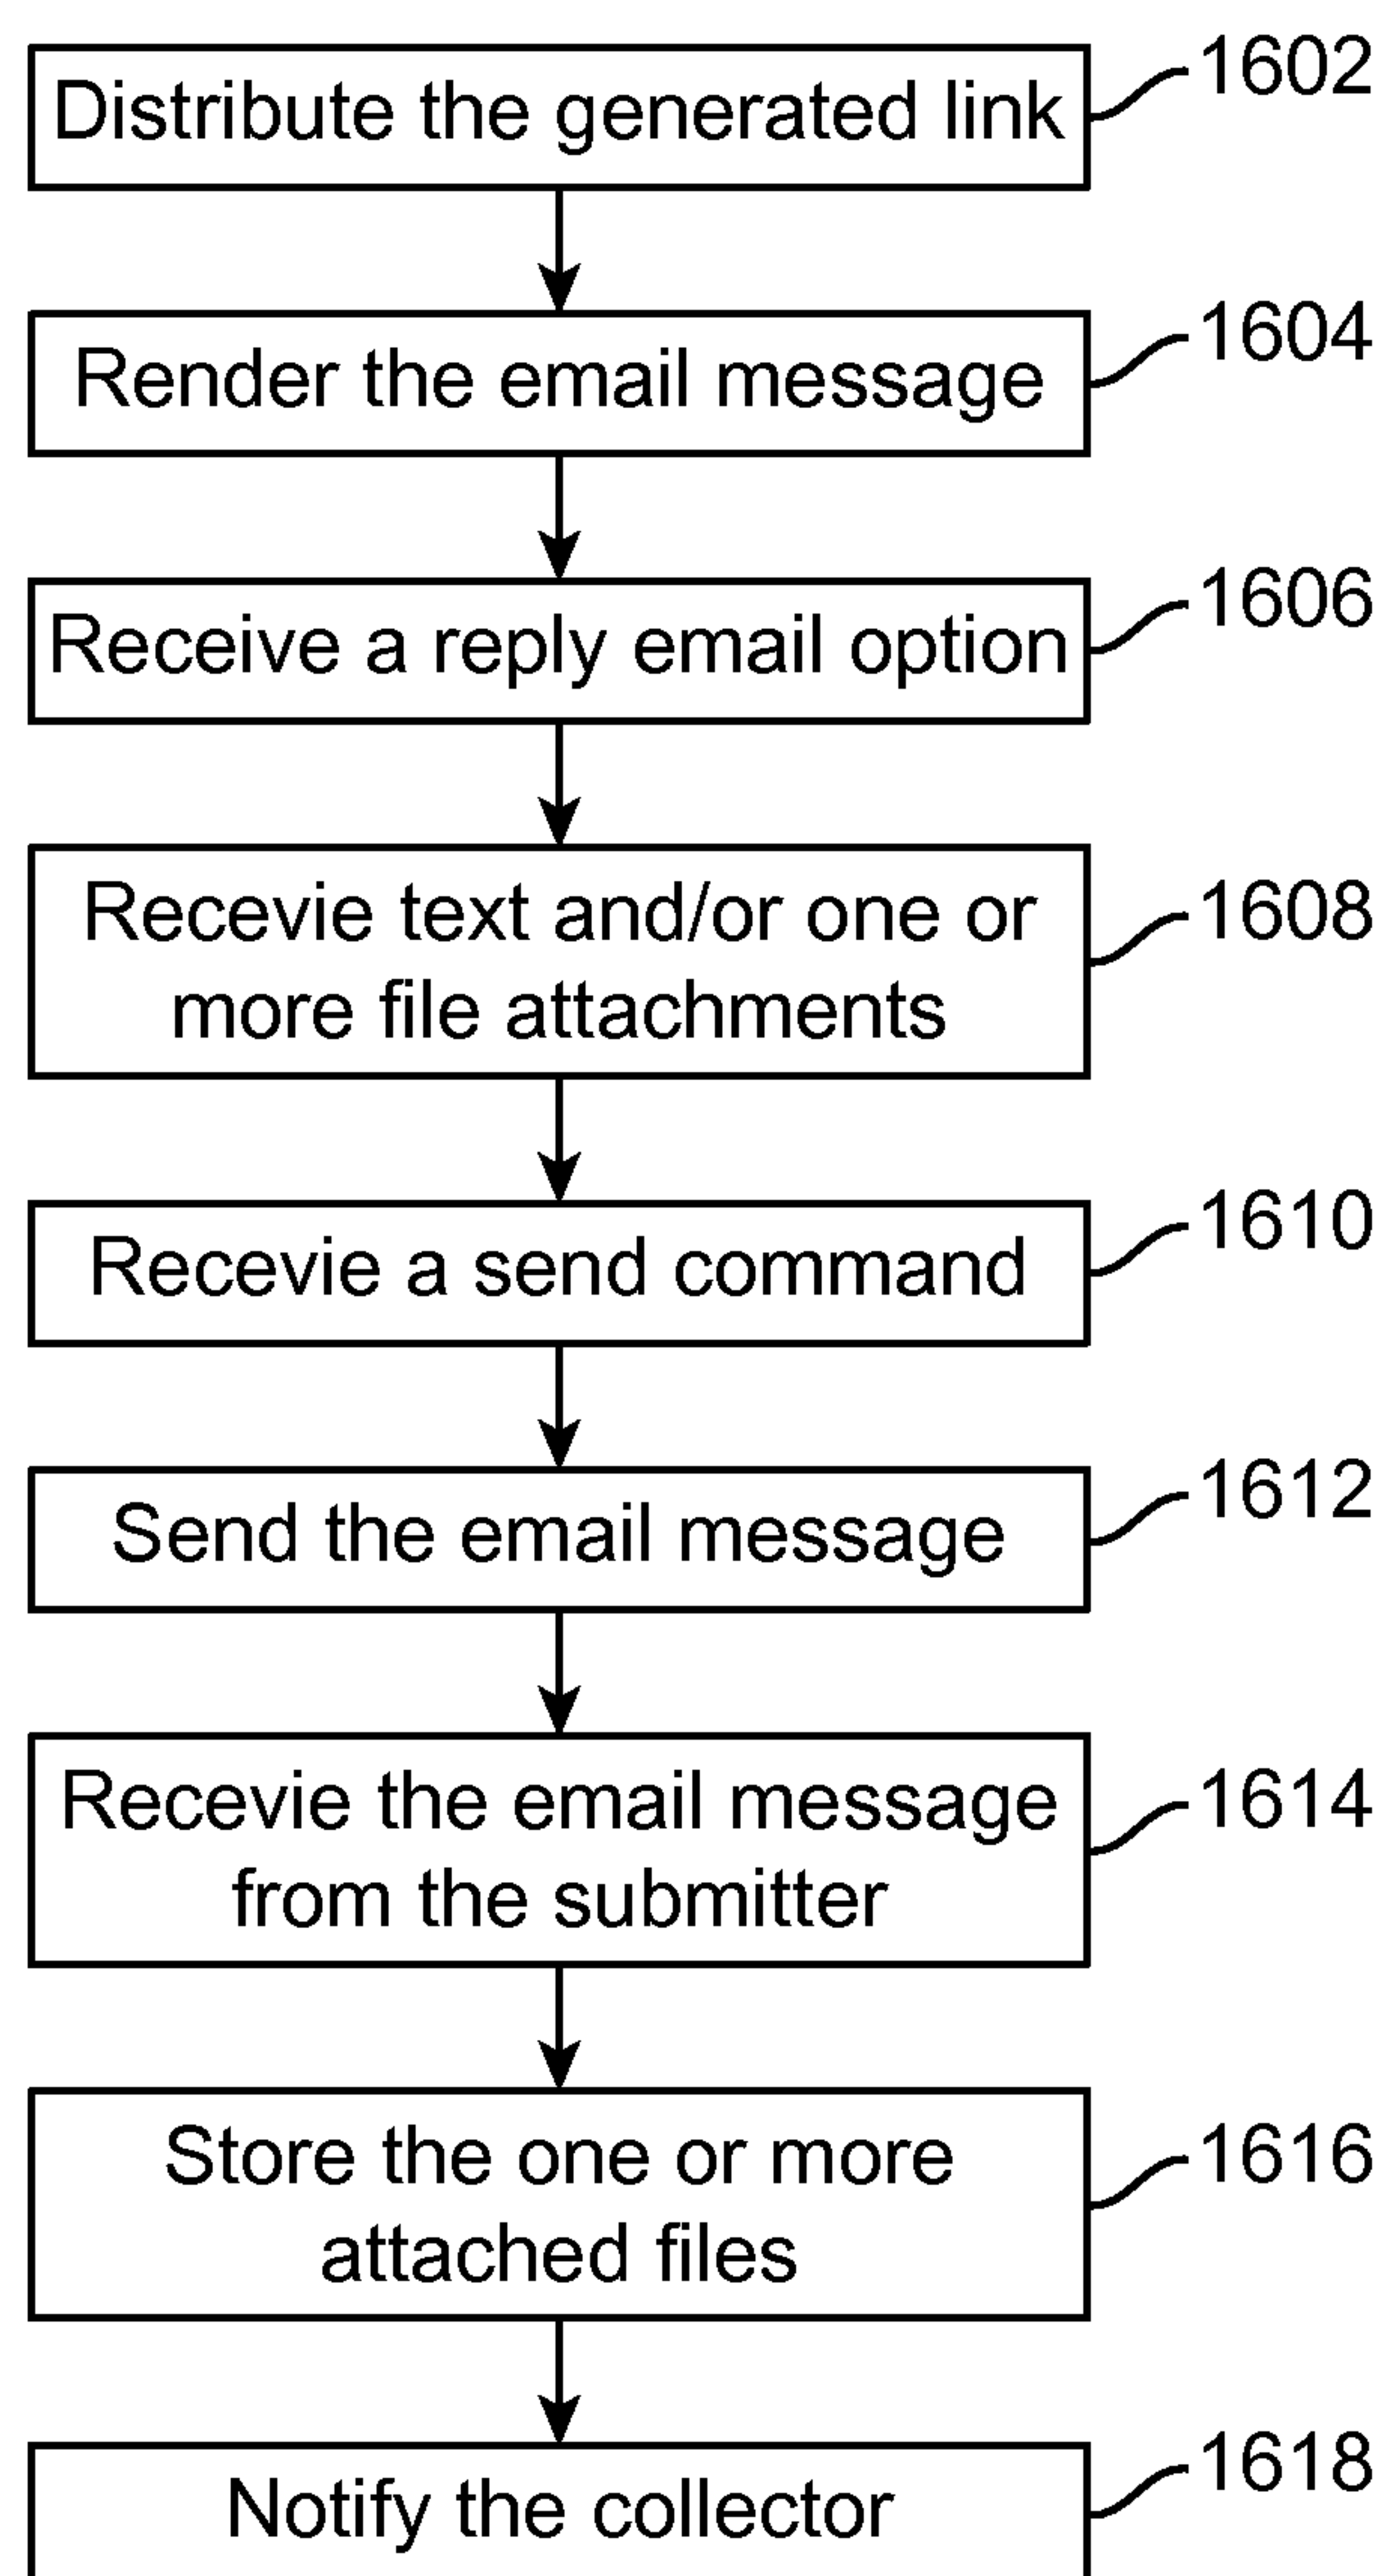 Distribute the generated link
1602
Render the email message
1604
Receive a reply email option
1606
Recevie text and/or one or
more file attachments
1608
Recevie a send command
1610
Send the email message
1612
Recevie the email message
from the submitter
1614
Store the one or more
attached files
1616
Notify the collector
1618